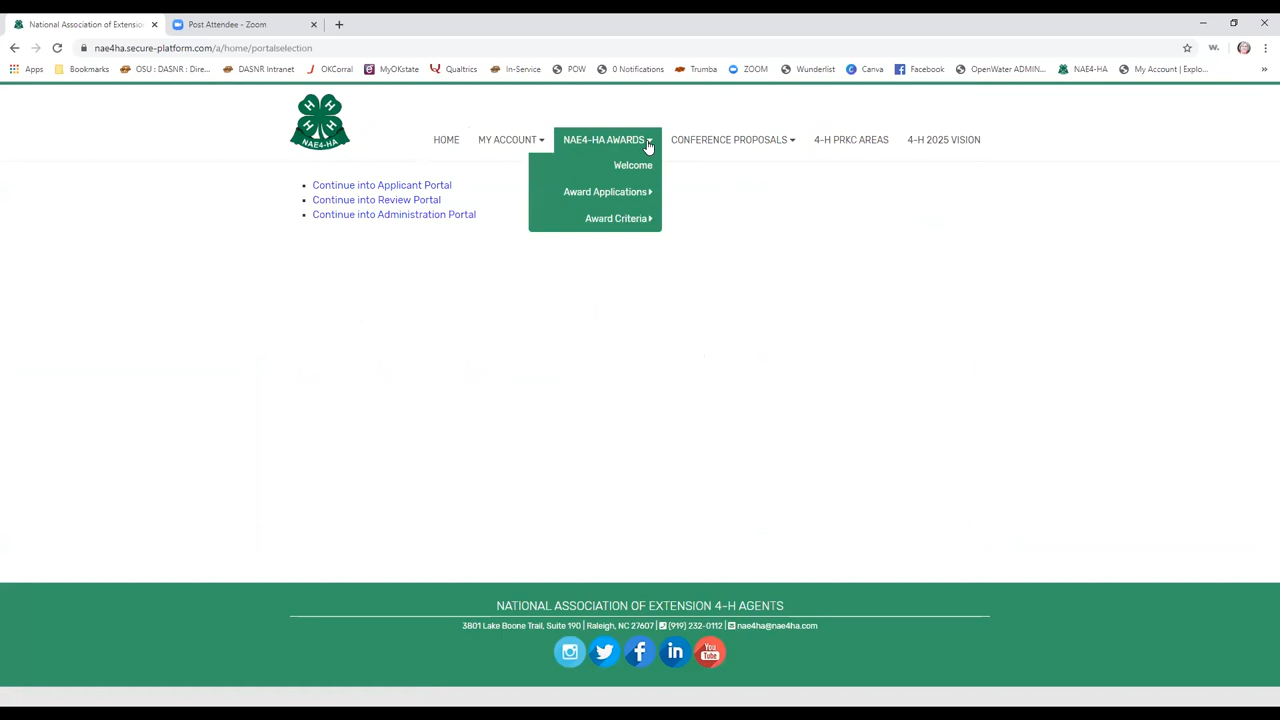 National Association of Extensio
Post Attendee - Zoom
nae4ha.secure-platform.com/a/home/portalselection
Apps
Bookmarks
OSU : DASNR : Dire...
DASNR Intranet
OKCorral
MyOKstate
Qualtrics
In-Service
POW
0 Notifications
Trumba
ZOOM
Wunderlist
Canva
Facebook
OpenWater ADMIN...
NAE4-HA
My Account | Explo...
H H H H
NAE4-HA
HOME
MY ACCOUNT
NAE4-HA AWARDS
CONFERENCE PROPOSALS
4-H PRKC AREAS
4-H 2025 VISION
Welcome
Award Applications
Award Criteria
Continue into Applicant Portal
Continue into Review Portal
Continue into Administration Portal
NATIONAL ASSOCIATION OF EXTENSION 4-H AGENTS
3801 Lake Boone Trail, Suite 190 | Raleigh, NC 27607 | (919) 232-0112 | nae4ha@nae4ha.com
You Tube